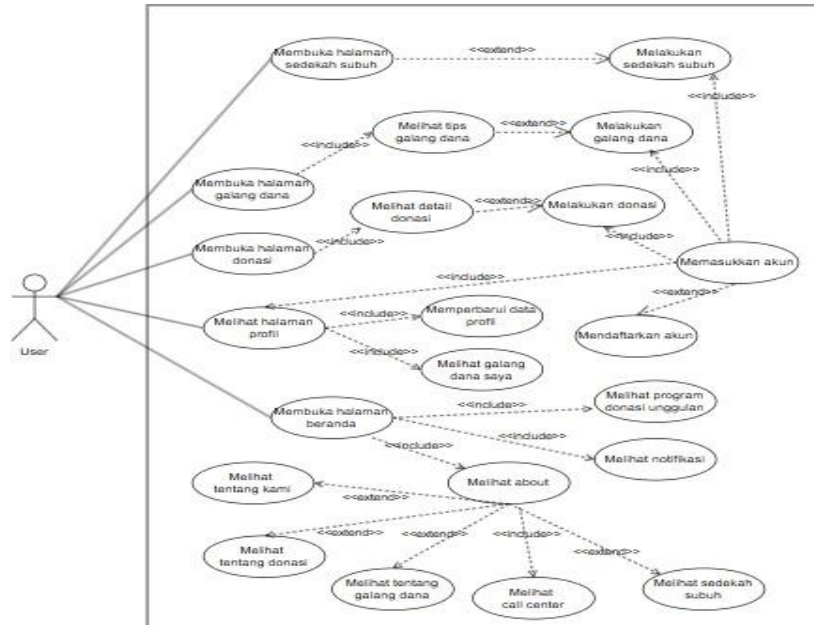 Membuka halaman
sedekah subuh
<<extend>>
Melakukan
sedekah subuh
<<include>>
Melihat tips
galang dana
<<extend>>
Melakukan
galang dana
<<include>>
<<include>>
Membuka halaman
galang dana
Melihat detail
donasi
<<extend>>
Melakukan donasi
Membuka halaman
donasi
<<include>>
<<include>>
Memasukkan akun
<<include>>
<<extend>>
User
Melihat halaman
profil
<<include>>
Memperbarui data
profil
Mendaftarkan akun
<<include>>
Melihat galang
dana saya
Membuka halaman
beranda
<<include>>
Melihat program
donasi unggulan
<<include>>
<<include>>
Melihat notifikasi
Melihat
tentang kami
<<extend>>
Melihat about
Melihat
tentang donasi
<<extend>>
<<extend>>
<<include>>
<<extend>>
Melihat tentang
galang dana
Melihat
call center
Melihat sedekah
subuh